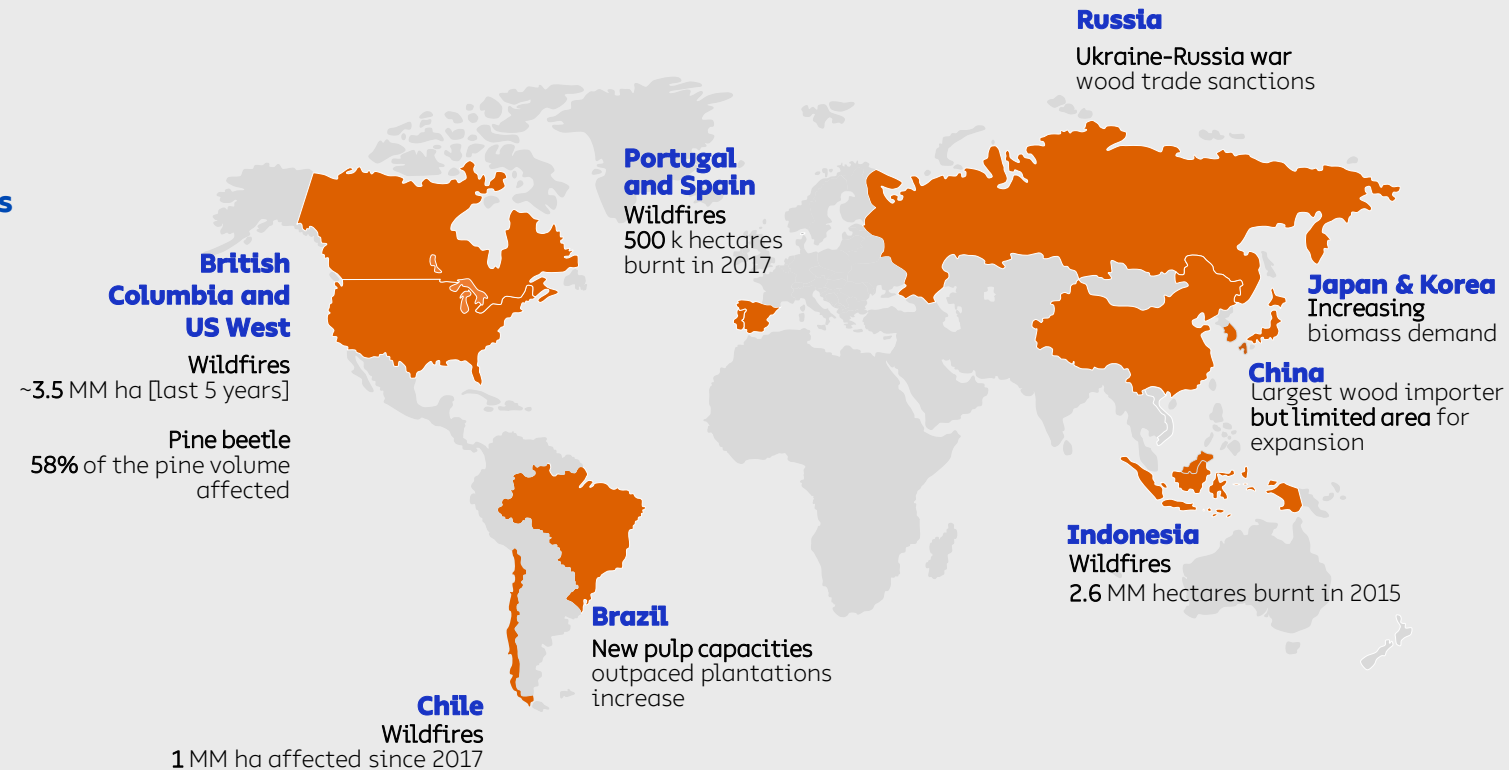 Russia
Ukraine-Russia war
wood trade sanctions
Portugal
and Spain
Wildfires
500 k hectares
burnt in 2017
s
British
Columbia and
US West
Wildfires
~3.5 MM ha [last 5 years]
Pine beetle
58% of the pine volume
affected
Japan & Korea
Increasing
biomass demand
China
Largest wood importer
but limited area for
expansion
Indonesia
Wildfires
2.6 MM hectares burnt in 2015
Brazil
New pulp capacities
outpaced plantations
increase
Chile
Wildfires
1 MM ha affected since 2017